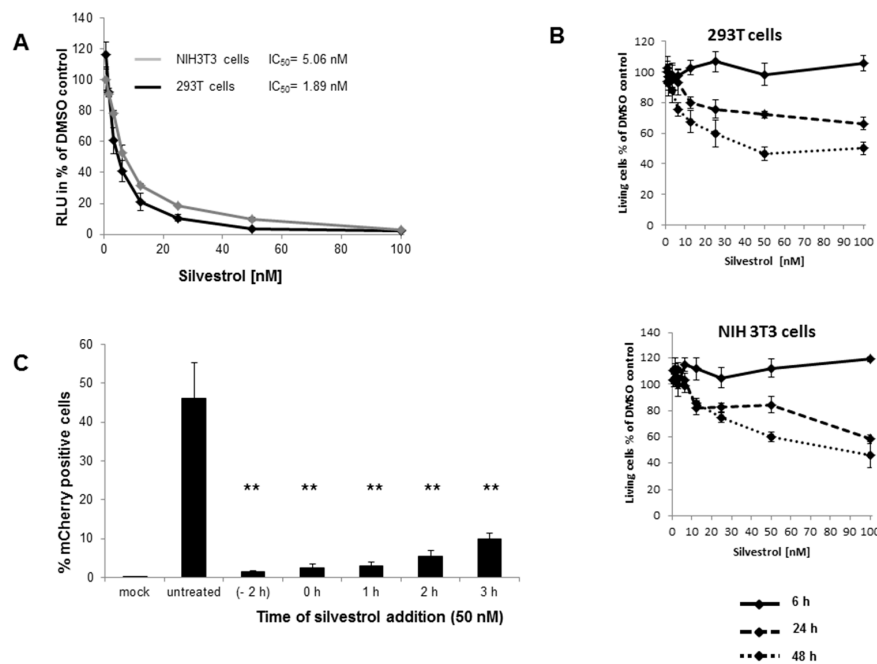 A
NIH3T3 cells IC50= 5.06 nM
293T cells IC50= 1.89 nM
RLU in % of DMSO control
140
120
100
80
60
40
20
0
0 20 40 60 80 100
Silvestrol [nM]
B
293T cells
Living cells % of DMSO control
120
100
80
60
40
20
0
0 10 20 30 40 50 60 70 80 90 100
Silvestrol [nM]
NIH 3T3 cells
Living cells % of DMSO control
140
120
100
80
60
40
20
0
0 10 20 30 40 50 60 70 80 90 100
Silvestrol [nM]
6 h
24 h
48 h
C
% mCherry positive cells
60
50
40
30
20
10
0
** ** ** ** **
mock untreated (- 2 h) 0 h 1 h 2 h 3 h
Time of silvestrol addition (50 nM)